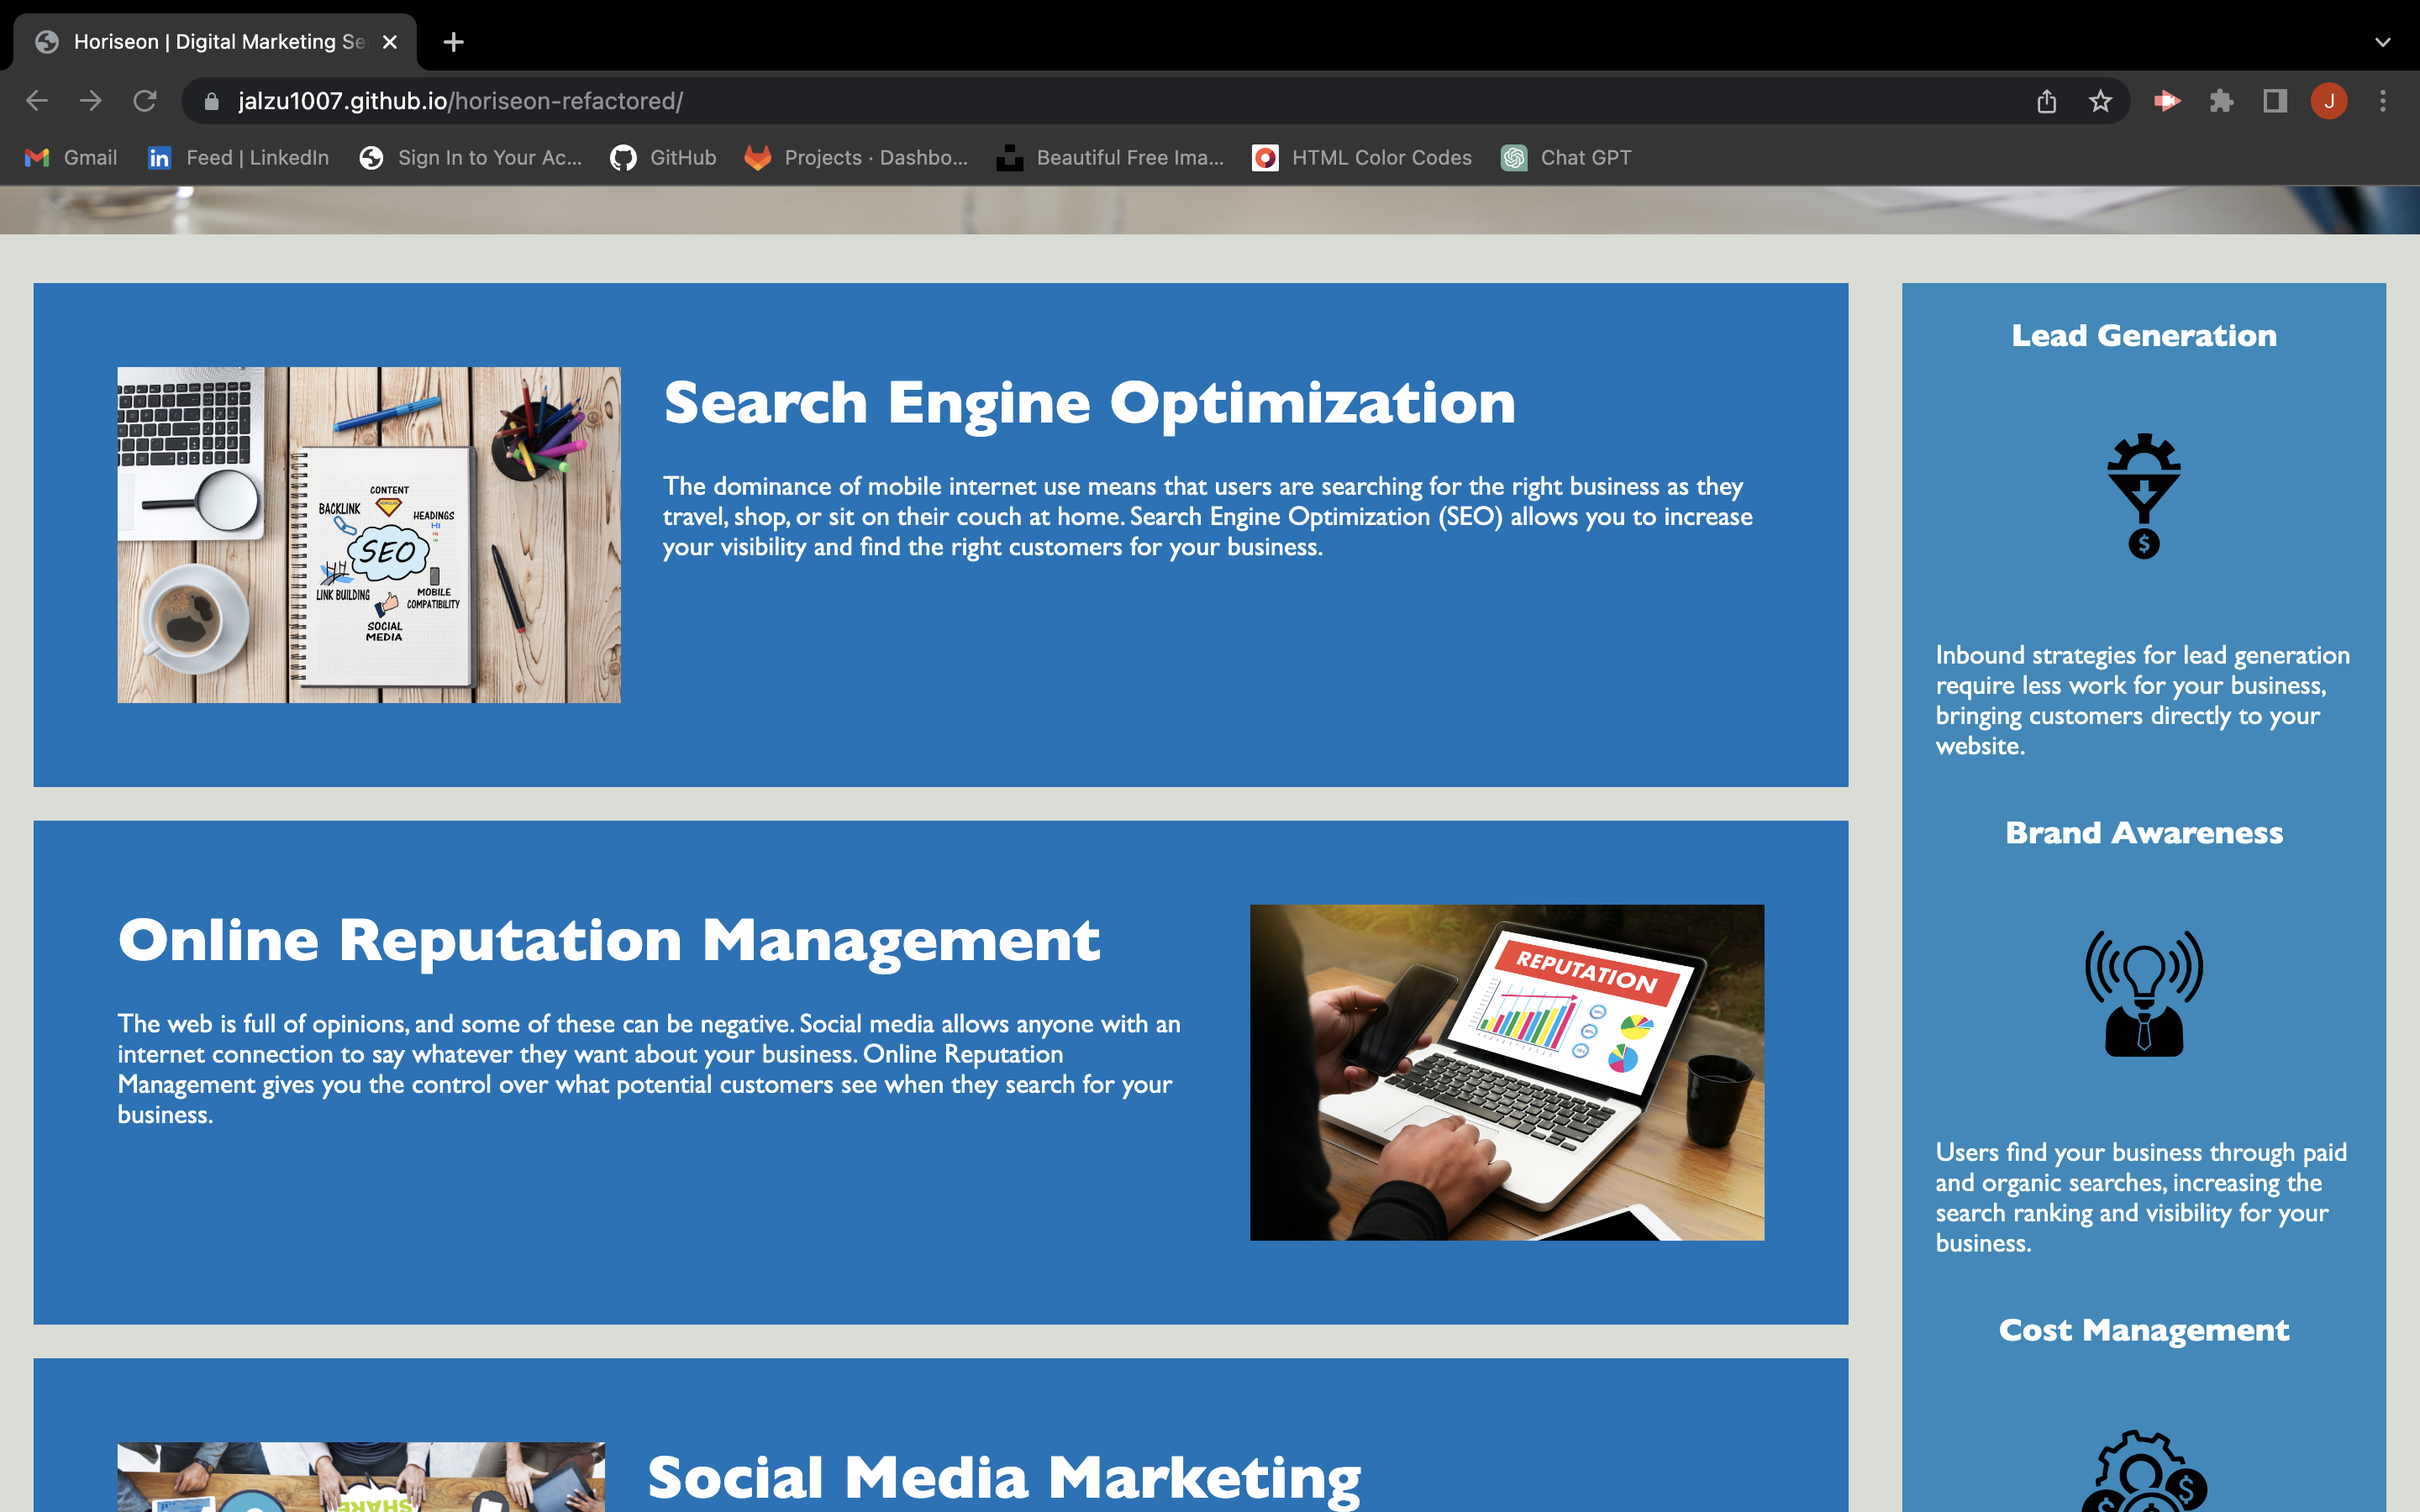 Horiseon | Digital Marketing Se
jalzu1007.github.io/horiseon-refactored/
J
Gmail
Feed | LinkedIn
Sign In to Your Ac...
GitHub
Projects · Dashbo...
Beautiful Free Ima...
HTML Color Codes
Chat GPT
Search Engine Optimization
The dominance of mobile internet use means that users are searching for the right business as they
travel, shop, or sit on their couch at home. Search Engine Optimization (SEO) allows you to increase
your visibility and find the right customers for your business.
CONTENT
BACKLINK
HEADINGS
H1
SEO
LINK BUILDING
MOBILE
COMPATIBILITY
SOCIAL
MEDIA
Online Reputation Management
The web is full of opinions, and some of these can be negative. Social media allows anyone with an
internet connection to say whatever they want about your business. Online Reputation
Management gives you the control over what potential customers see when they search for your
business.
REPUTATION
Social Media Marketing
SHARE
Lead Generation
$
Inbound strategies for lead generation
require less work for your business,
bringing customers directly to your
website.
Brand Awareness
Users find your business through paid
and organic searches, increasing the
search ranking and visibility for your
business.
Cost Management
$
$